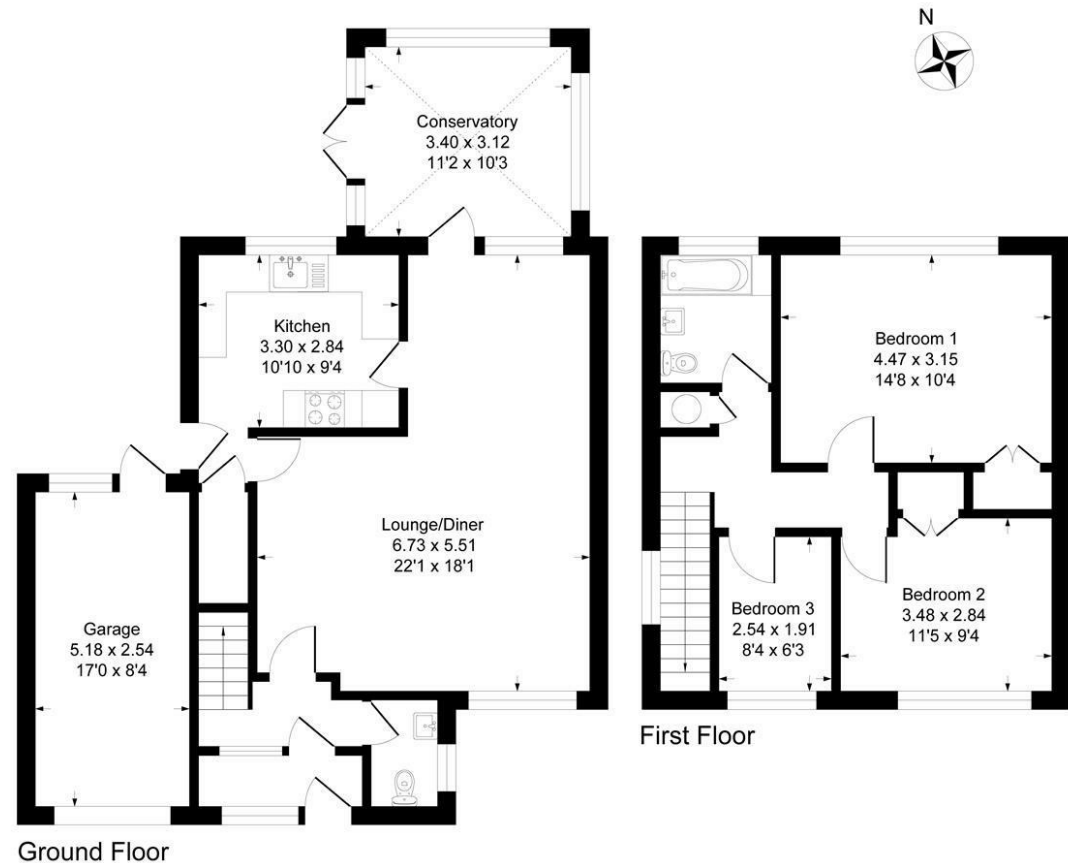 N
Conservatory
3.40 x 3.12
11'2 x 10'3
Kitchen
3.30 x 2.84
10'10 x 9'4
Bedroom 1
4.47 x 3.15
14'8 x 10'4
Lounge/Diner
6.73 x 5.51
22'1 x 18'1
Garage
5.18 x 2.54
17'0 x 8'4
Bedroom 3
2.54 x 1.91
8'4 x 6'3
Bedroom 2
3.48 x 2.84
11'5 x 9'4
First Floor
Ground Floor